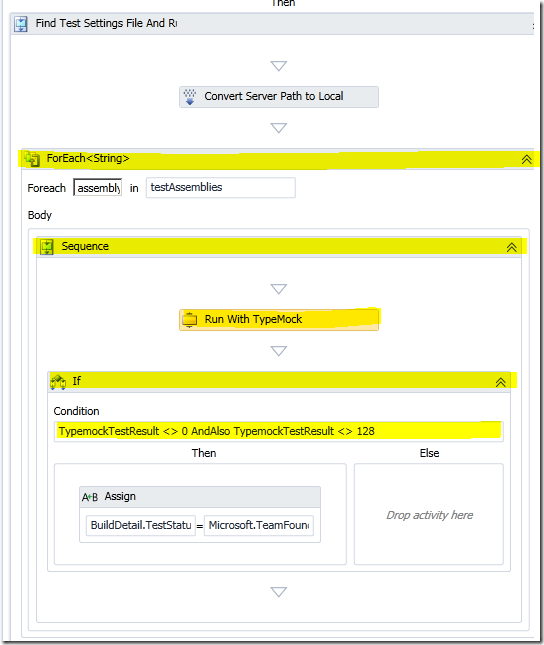 Then
Find Test Settings File And Ru
Convert Server Path to Local
ForEach<String>
Foreach assembly in testAssemblies
Body
Sequence
Run With TypeMock
If
Condition
TypemockTestResult <> 0 AndAlso TypemockTestResult <> 128
Then Else
A+B Assign
BuildDetail.TestStatu = Microsoft.TeamFoun
Drop activity here